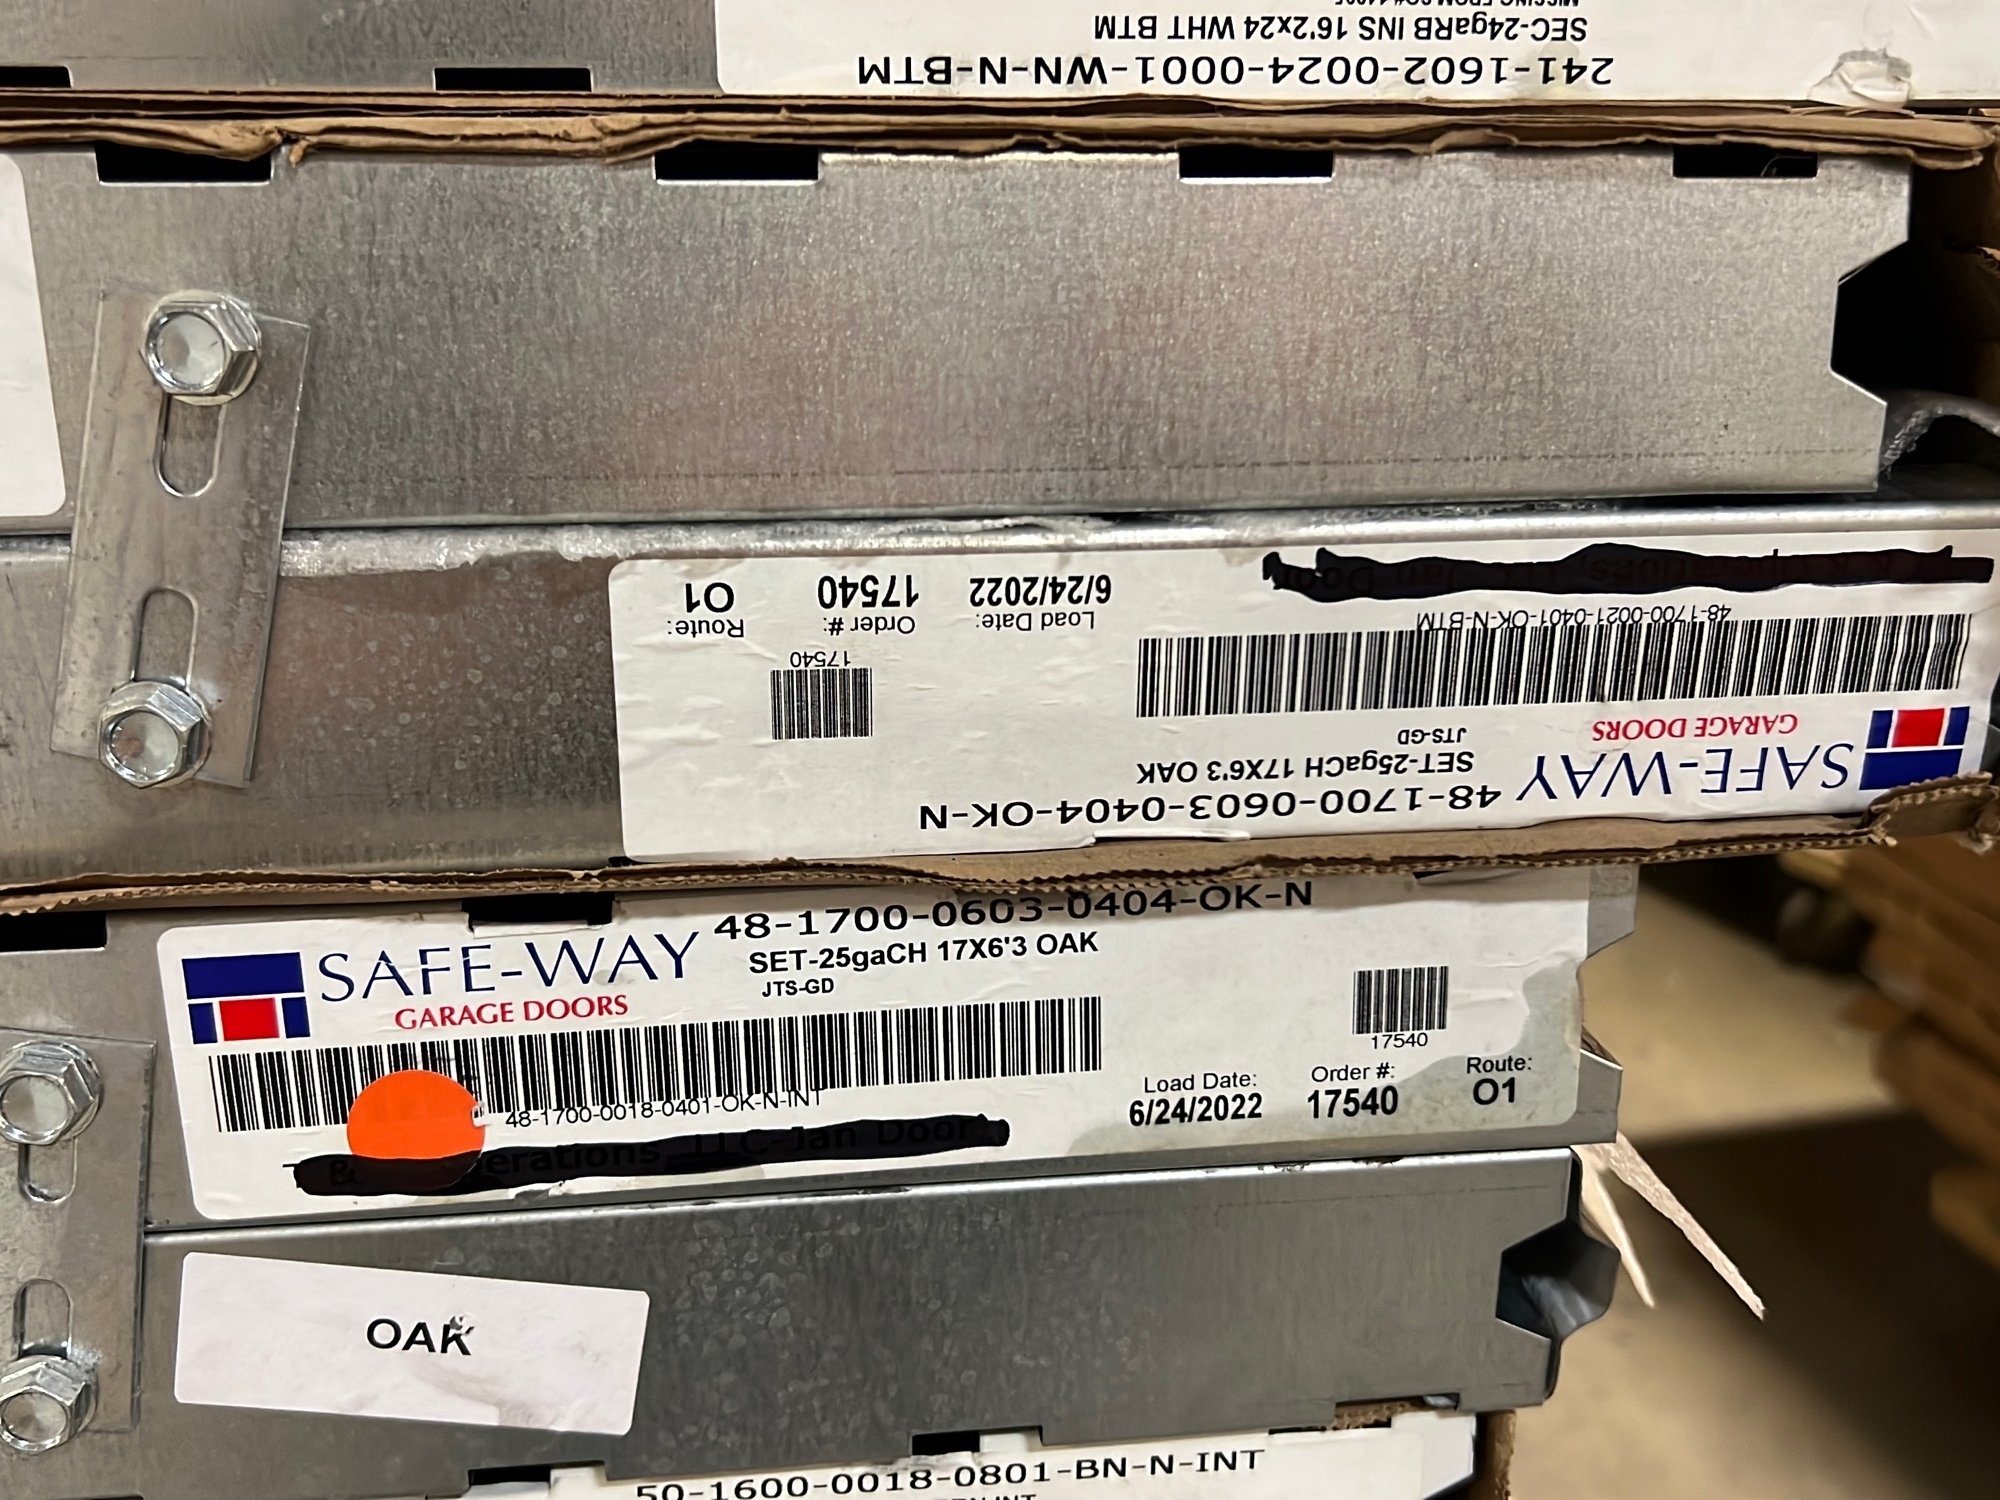 241-1602-0024-0001-WN-N-BTM
SEC-24gaRB INS 16'2x24 WHT BTM
48-1700-0603-0404-OK-N
SET-25gaCH 17X6'3 OAK
JTS-GD
SAFE-WAY
GARAGE DOORS
48-1700-0021-0401-OK-N-BTM
17540
Load Date:
6/24/2022
Order #:
17540
Route:
O1
SAFE-WAY
GARAGE DOORS
48-1700-0603-0404-OK-N
SET-25gaCH 17X6'3 OAK
JTS-GD
48-1700-0018-0401-OK-N-INT
17540
Load Date:
6/24/2022
Order #:
17540
Route:
O1
& erations LLC-Jan Door
OAK
50-1600-0018-0801-BN-N-INT